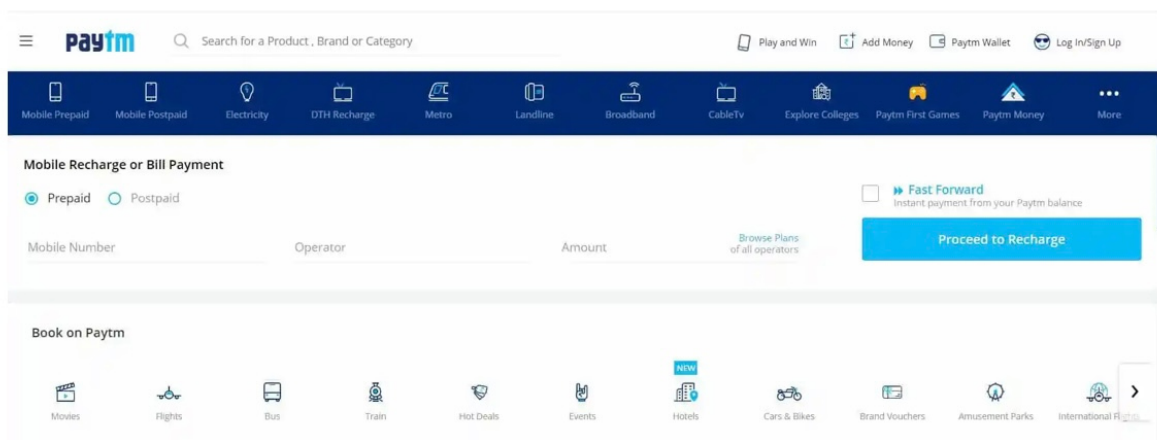 paytm
Search for a Product , Brand or Category
Play and Win
Add Money
Paytm Wallet
Log In/Sign Up
Mobile Prepaid
Mobile Postpaid
Electricity
DTH Recharge
Metro
Landline
Broadband
CableTv
Explore Colleges
Paytm First Games
Paytm Money
More
Mobile Recharge or Bill Payment
Prepaid
Postpaid
Fast Forward
Instant payment from your Paytm balance
Mobile Number
Operator
Amount
Browse Plans
of all operators
Proceed to Recharge
Book on Paytm
NEW
Movies
Flights
Bus
Train
Hot Deals
Events
Hotels
Cars & Bikes
Brand Vouchers
Amusement Parks
International